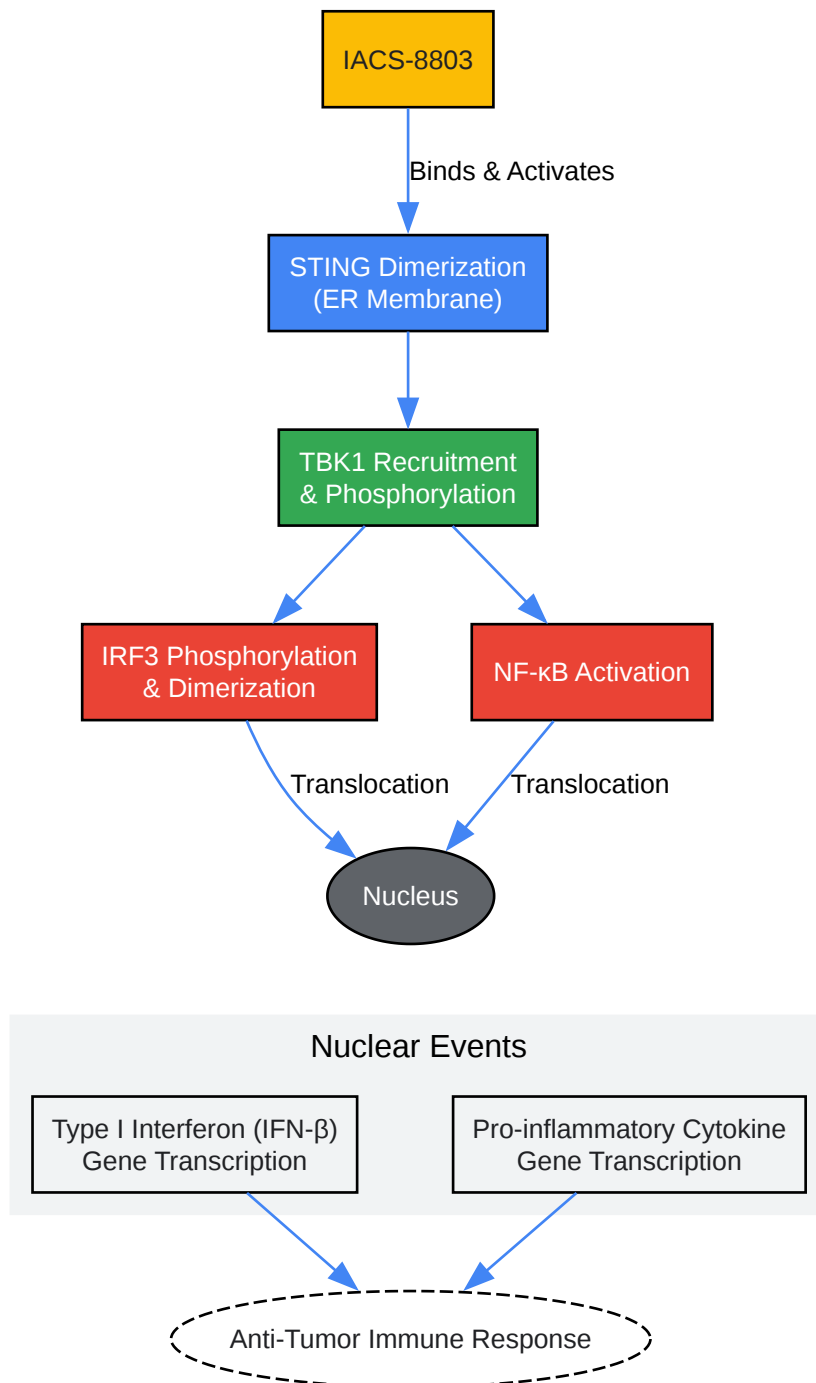 IACS-8803
Binds & Activates
STING Dimerization
(ER Membrane)
TBK1 Recruitment
& Phosphorylation
IRF3 Phosphorylation
& Dimerization
NF-κB Activation
Translocation
Translocation
Nucleus
Nuclear Events
Type I Interferon (IFN-β)
Gene Transcription
Pro-inflammatory Cytokine
Gene Transcription
Anti-Tumor Immune Response